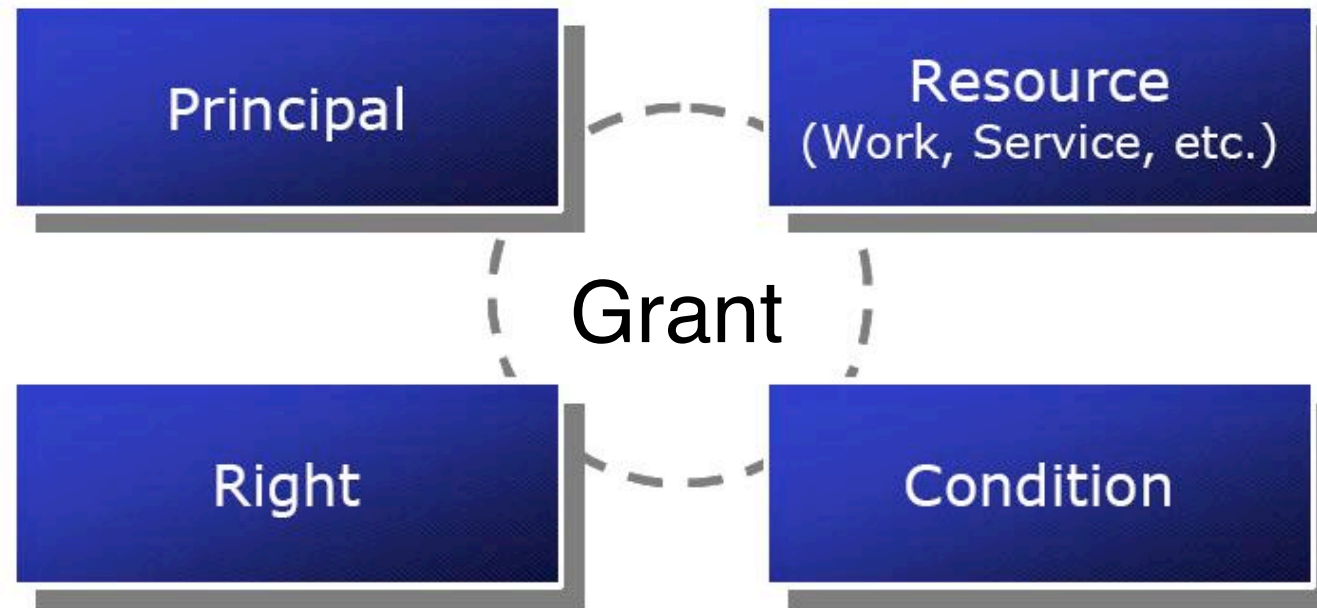 Principal
Resource
(Work, Service, etc.)
Grant
Right
Condition